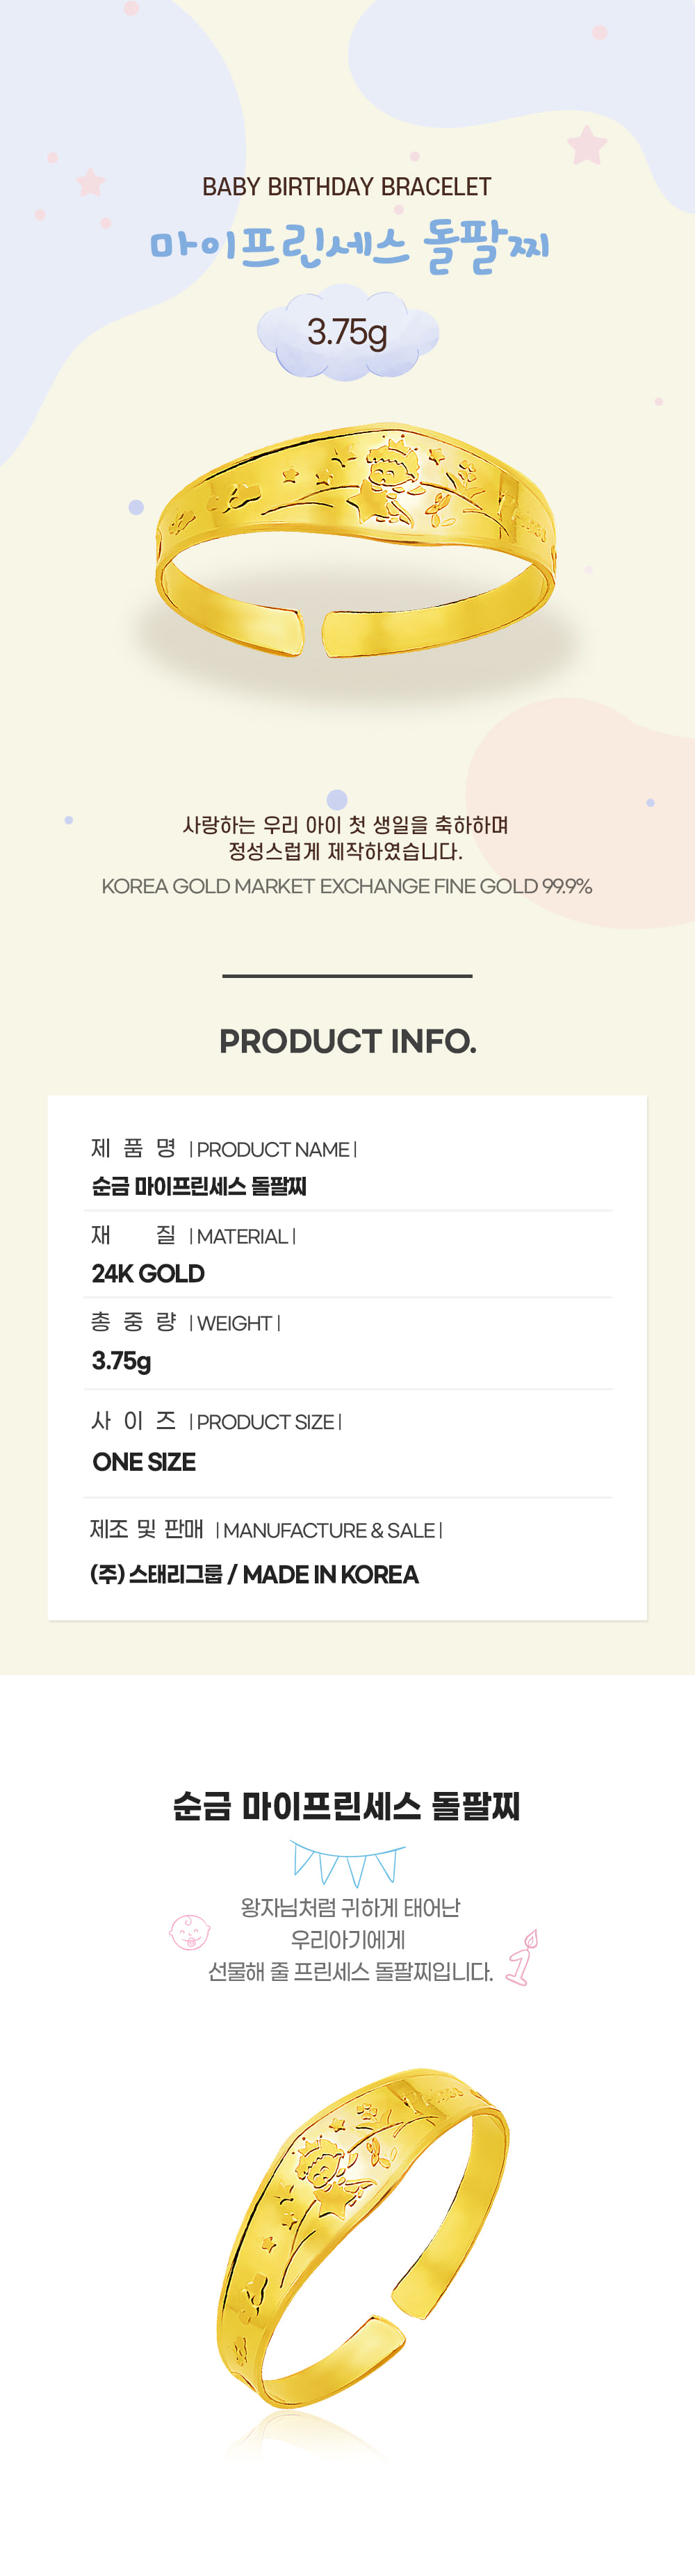 BABY BIRTHDAY BRACELET
마이프린세스 돌팔찌
3.75g
사랑하는 우리 아이 첫 생일을 축하하며
정성스럽게 제작하였습니다.
KOREA GOLD MARKET EXCHANGE FINE GOLD 99.9%
PRODUCT INFO.
제 품 명 | PRODUCT NAME |
순금 마이프린세스 돌팔찌
재 질 | MATERIAL |
24K GOLD
총 중 량 | WEIGHT |
3.75g
사 이 즈 | PRODUCT SIZE |
ONE SIZE
제조 및 판매 | MANUFACTURE & SALE |
(주) 스태리그룹 / MADE IN KOREA
순금 마이프린세스 돌팔찌
왕자님처럼 귀하게 태어난
우리아기에게
선물해 줄 프린세스 돌팔찌입니다.
1